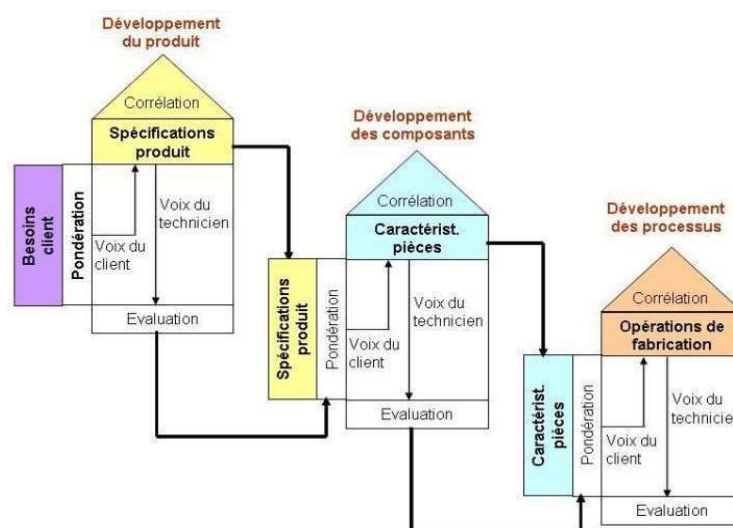 Développement
du produit
Corrélation
Spécifications
produit
Besoins
client
Pondération
Voix du
client
Voix du
technicien
Evaluation
Développement
des composants
Corrélation
Caractérist.
pièces
Spécifications
produit
Pondération
Voix du
client
Voix du
technicien
Evaluation
Développement
des processus
Corrélation
Opérations de
fabrication
Caractérist.
pièces
Pondération
Voix du
client
Voix du
technicie
Evaluation